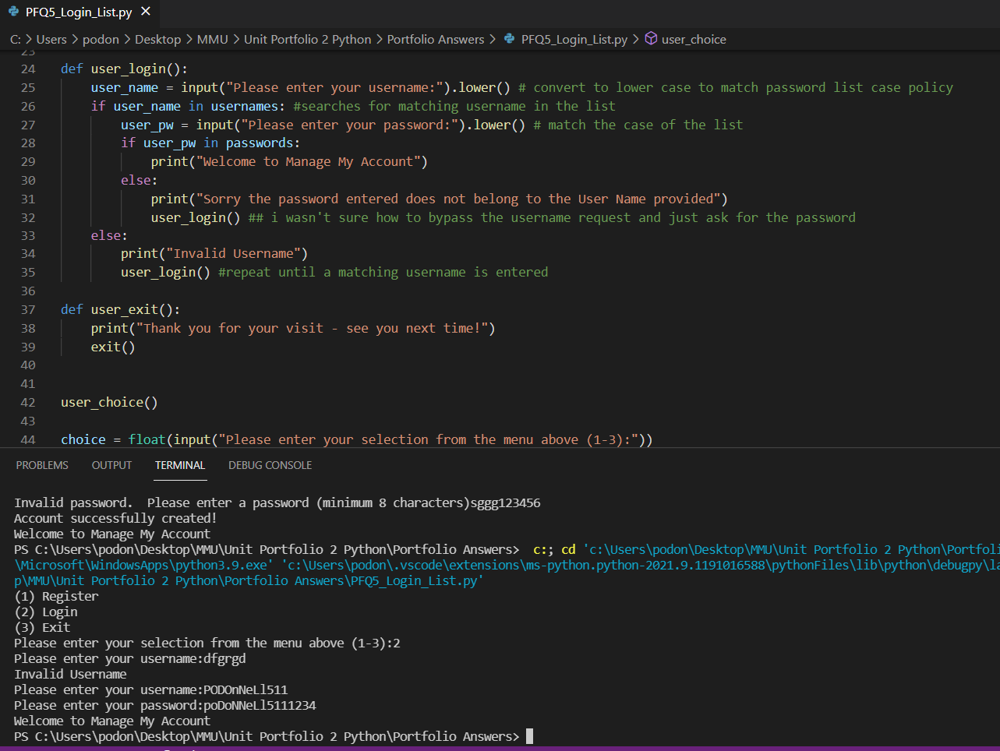 PFQ5_Login_List.py ×
C: > Users > podon > Desktop > MMU > Unit Portfolio 2 Python > Portfolio Answers > PFQ5_Login_List.py > user_choice
23
24 def user_login():
25 user_name = input("Please enter your username:").lower() # convert to lower case to match password list case policy
26 if user_name in usernames: #searches for matching username in the list
27 user_pw = input("Please enter your password:").lower() # match the case of the list
28 if user_pw in passwords:
29 print("Welcome to Manage My Account")
30 else:
31 print("Sorry the password entered does not belong to the User Name provided")
32 user_login() ## i wasn't sure how to bypass the username request and just ask for the password
33 else:
34 print("Invalid Username")
35 user_login() #repeat until a matching username is entered
36
37 def user_exit():
38 print("Thank you for your visit - see you next time!")
39 exit()
40
41
42 user_choice()
43
44 choice = float(input("Please enter your selection from the menu above (1-3):"))
PROBLEMS OUTPUT TERMINAL DEBUG CONSOLE
Invalid password.  Please enter a password (minimum 8 characters)sggg123456
Account successfully created!
Welcome to Manage My Account
PS C:\Users\podon\Desktop\MMU\Unit Portfolio 2 Python\Portfolio Answers>  c:; cd 'c:\Users\podon\Desktop\MMU\Unit Portfolio 2 Python\Portfoli
\Microsoft\WindowsApps\python3.9.exe' 'c:\Users\podon\.vscode\extensions\ms-python.python-2021.9.1191016588\pythonFiles\lib\python\debugpy\la
p\MMU\Unit Portfolio 2 Python\Portfolio Answers\PFQ5_Login_List.py'
(1) Register
(2) Login
(3) Exit
Please enter your selection from the menu above (1-3):2
Please enter your username:dfgrgd
Invalid Username
Please enter your username:PODOnNeLl511
Please enter your password:poDoNNeLl5111234
Welcome to Manage My Account
PS C:\Users\podon\Desktop\MMU\Unit Portfolio 2 Python\Portfolio Answers>